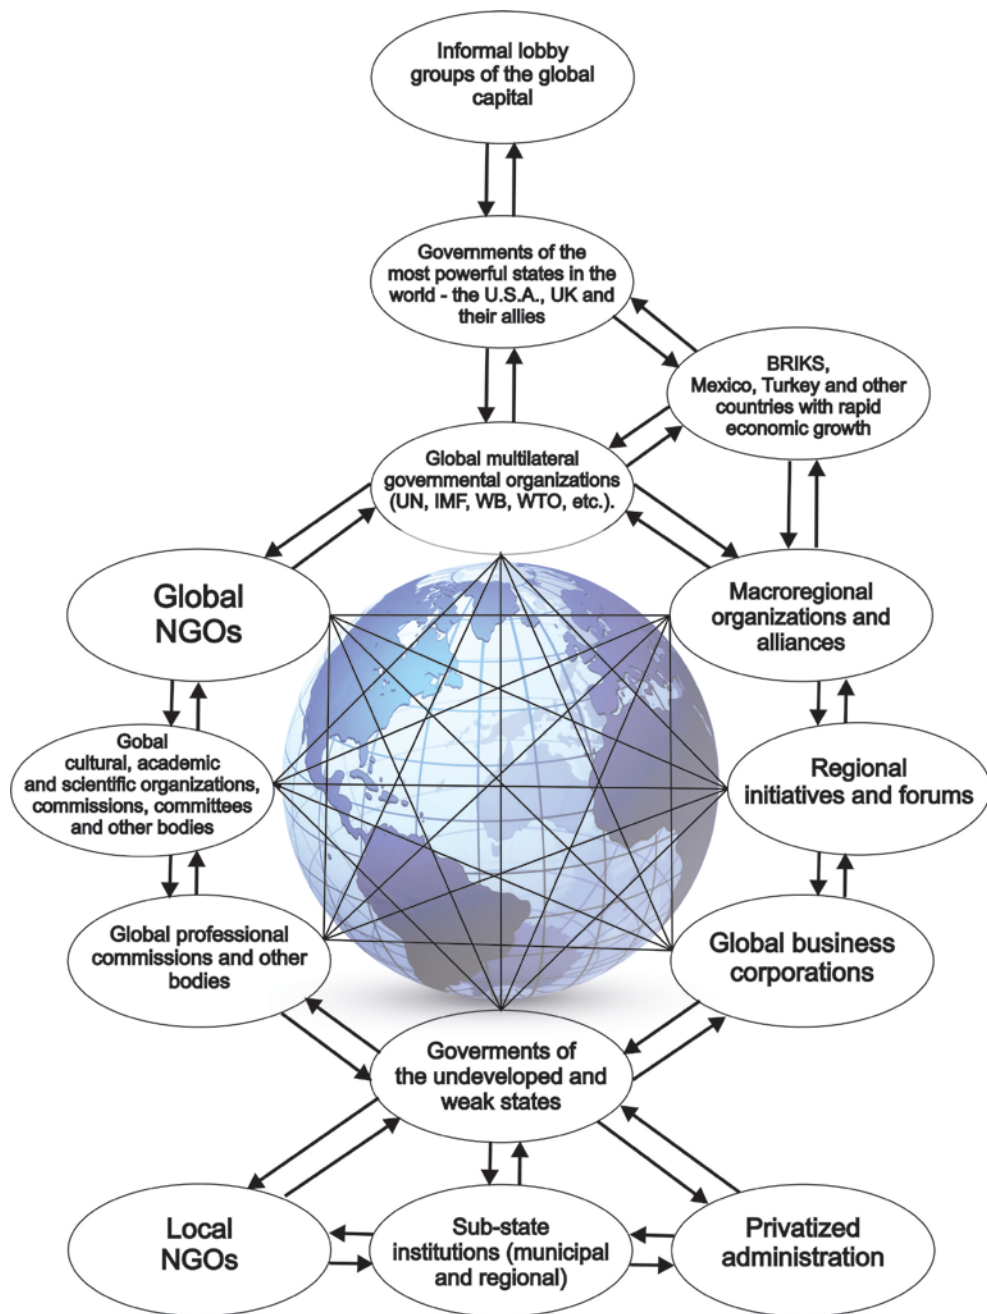 Informal lobby
groups of the global
capital
Governments of the
most powerful states in the
world - the U.S.A., UK and
their allies
BRIKS,
Mexico, Turkey and other
countries with rapid
economic growth
Global multilateral
governmental organizations
(UN, IMF, WB, WTO, etc.).
Global
NGOs
Macroregional
organizations and
alliances
Gobal
cultural, academic
and scientific organizations,
commissions, committees
and other bodies
Regional
initiatives and forums
Global professional
commissions and other
bodies
Global business
corporations
Goverments of
the undeveloped and
weak states
Local
NGOs
Sub-state
institutions (municipal
and regional)
Privatized
administration